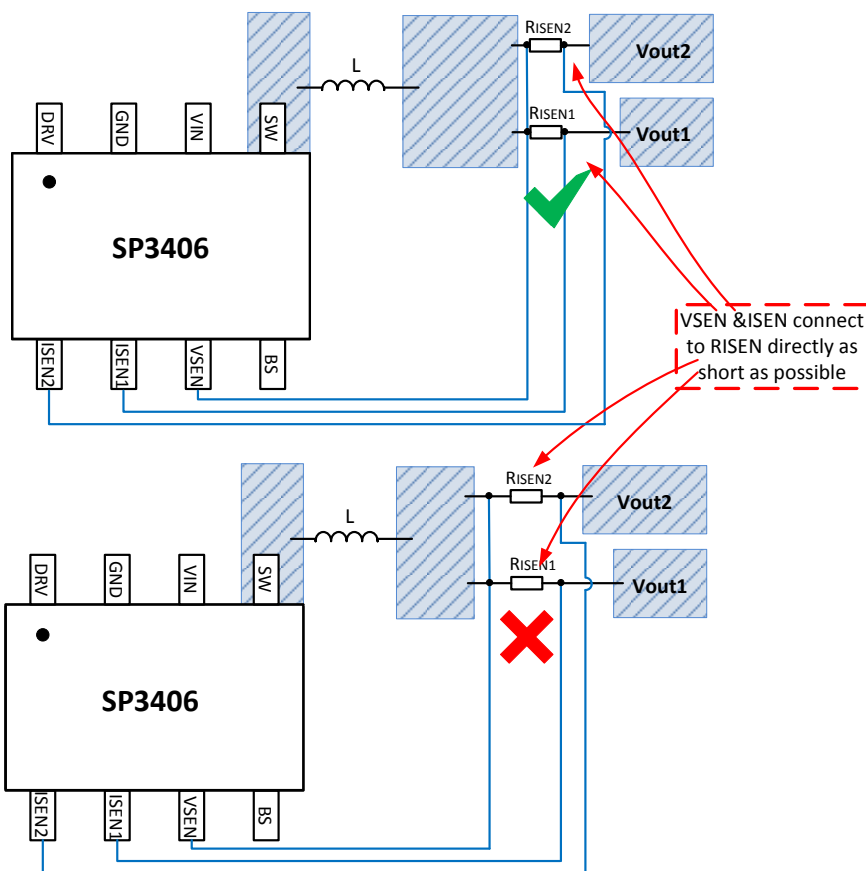 RISEN2
Vout2
L
RISEN1
Vout1
DRV
GND
VIN
SW
SP3406
VSEN &ISEN connect
to RISEN directly as
short as possible
ISEN2
ISEN1
VSEN
BS
RISEN2
Vout2
L
RISEN1
Vout1
DRV
GND
VIN
SW
SP3406
ISEN2
ISEN1
VSEN
BS